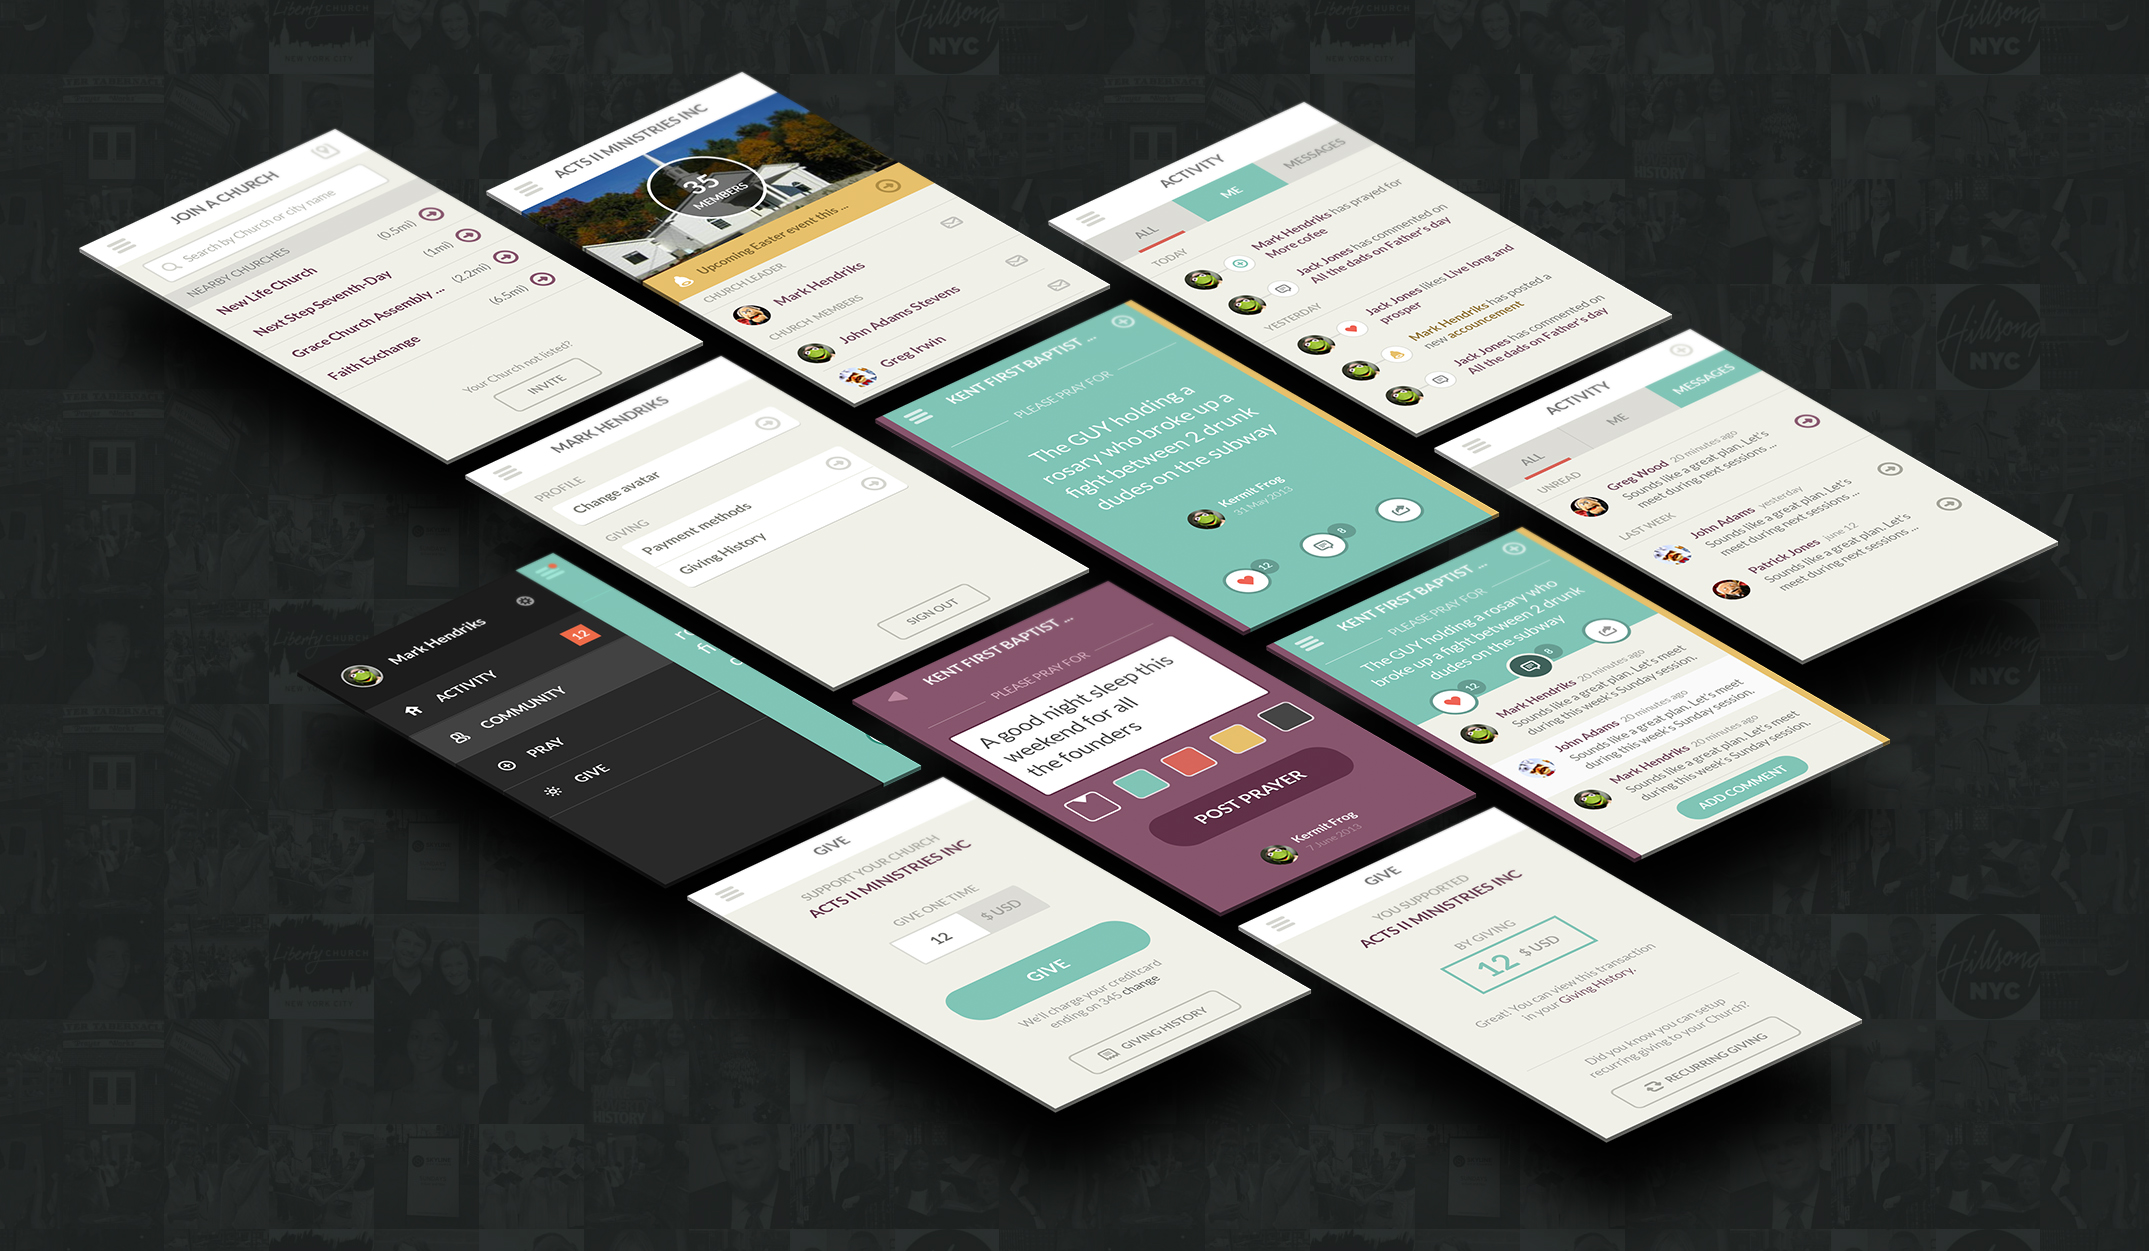 JOIN A CHURCH
Search by Church or city name
NEARBY CHURCHES
New Life Church (0.5mi)
Next Step Seventh-Day (1mi)
Grace Church Assembly ... (2.2mi)
Faith Exchange (6.5mi)
Your Church not listed?
INVITE
ACTS II MINISTRIES INC
35
MEMBERS
Upcoming Easter event this ...
CHURCH LEADER
Mark Hendriks
CHURCH MEMBERS
John Adams Stevens
Greg Irwin
ACTIVITY
ALL
ME
MESSAGES
TODAY
Mark Hendriks has prayed for
More cofee
Jack Jones has commented on
All the dads on Father's day
YESTERDAY
Jack Jones likes Live long and
prosper
Mark Hendriks has posted a
new accouncement
Jack Jones has commented on
All the dads on Father's day
MARK HENDRIKS
PROFILE
Change avatar
GIVING
Payment methods
Giving History
SIGN OUT
KENT FIRST BAPTIST ...
PLEASE PRAY FOR
The GUY holding a
rosary who broke up a
fight between 2 drunk
dudes on the subway
Kermit Frog
31 May 2013
12
8
ACTIVITY
ALL
ME
MESSAGES
UNREAD
Greg Wood 20 minutes ago
Sounds like a great plan. Let's
meet during next sessions ...
LAST WEEK
John Adams yesterday
Sounds like a great plan. Let's
meet during next sessions ...
Patrick Jones june 12
Sounds like a great plan. Let's
meet during next sessions ...
Mark Hendriks
ACTIVITY
12
COMMUNITY
PRAY
GIVE
KENT FIRST BAPTIST ...
PLEASE PRAY FOR
A good night sleep this
weekend for all
the founders
POST PRAYER
Kermit Frog
7 June 2013
KENT FIRST BAPTIST ...
PLEASE PRAY FOR
The GUY holding a rosary who
broke up a fight between 2 drunk
dudes on the subway
12
8
Mark Hendriks 20 minutes ago
Sounds like a great plan. Let's meet
during this week's Sunday session.
John Adams 20 minutes ago
Sounds like a great plan. Let's meet
during this week's Sunday session.
Mark Hendriks 20 minutes ago
Sounds like a great plan. Let's meet
during this week's Sunday session.
ADD COMMENT
GIVE
SUPPORT YOUR CHURCH
ACTS II MINISTRIES INC
GIVE ONE TIME
12 $ USD
GIVE
We'll charge your creditcard
ending on 345 change
GIVING HISTORY
GIVE
YOU SUPPORTED
ACTS II MINISTRIES INC
BY GIVING
12 $ USD
Great! You can view this transaction
in your Giving History.
Did you know you can setup
recurring giving to your Church?
RECURRING GIVING
Liberty CHURCH
NEW YORK CITY
Hillsong
NYC
HISTORY